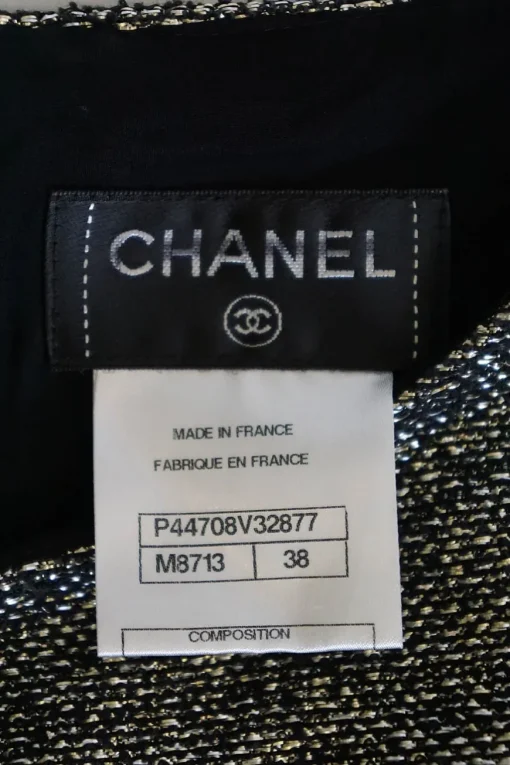 CHANEL
MADE IN FRANCE
FABRIQUE EN FRANCE
P44708V32877
M8713 38
COMPOSITION